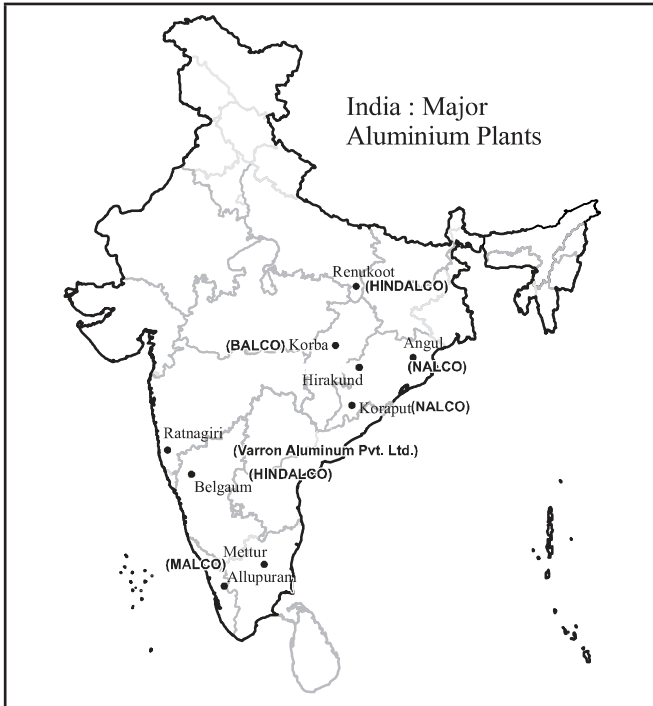 India : Major
Aluminium Plants
Renukoot
(HINDALCO)
(BALCO) Korba
Angul
(NALCO)
Hirakund
Koraput(NALCO)
Ratnagiri
(Varron Aluminum Pvt. Ltd.)
(HINDALCO)
Belgaum
Mettur
(MALCO)
Allupuram